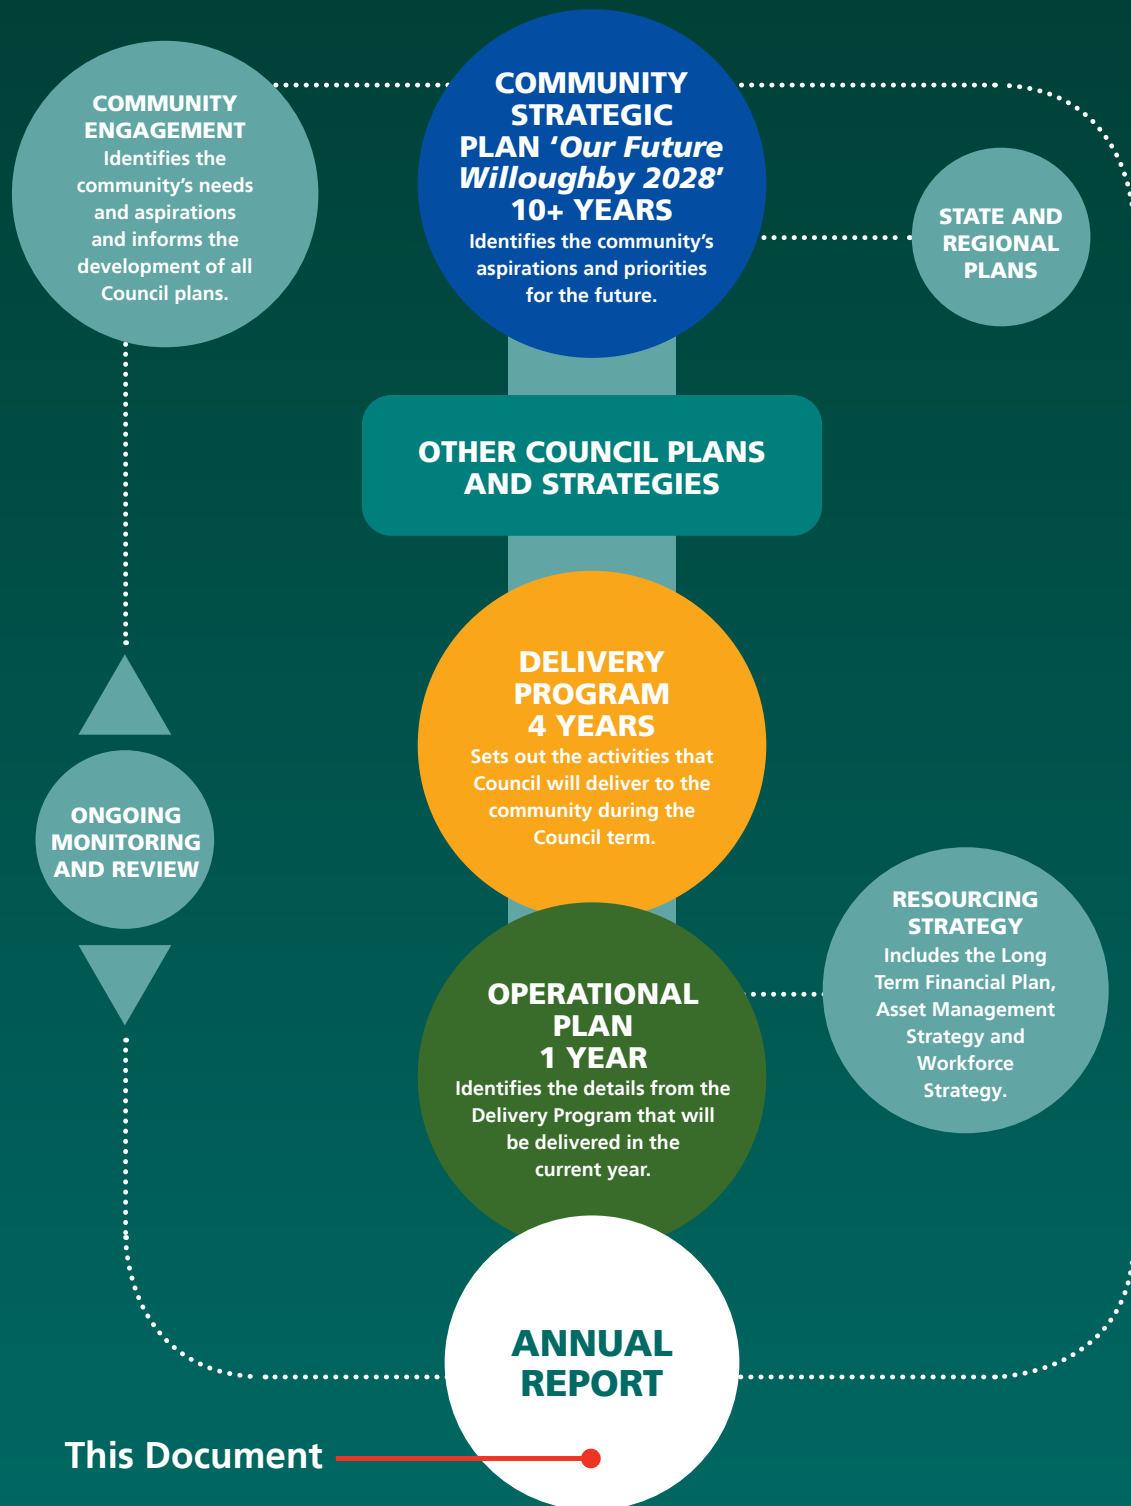 COMMUNITY
ENGAGEMENT
Identifies the
community’s needs
and aspirations
and informs the
development of all
Council plans.
COMMUNITY
STRATEGIC
PLAN ‘Our Future
Willoughby 2028’
10+ YEARS
Identifies the community’s
aspirations and priorities
for the future.
STATE AND
REGIONAL
PLANS
OTHER COUNCIL PLANS
AND STRATEGIES
DELIVERY
PROGRAM
4 YEARS
Sets out the activities that
Council will deliver to the
community during the
Council term.
ONGOING
MONITORING
AND REVIEW
RESOURCING
STRATEGY
Includes the Long
Term Financial Plan,
Asset Management
Strategy and
Workforce
Strategy.
OPERATIONAL
PLAN
1 YEAR
Identifies the details from the
Delivery Program that will
be delivered in the
current year.
ANNUAL
REPORT
This Document